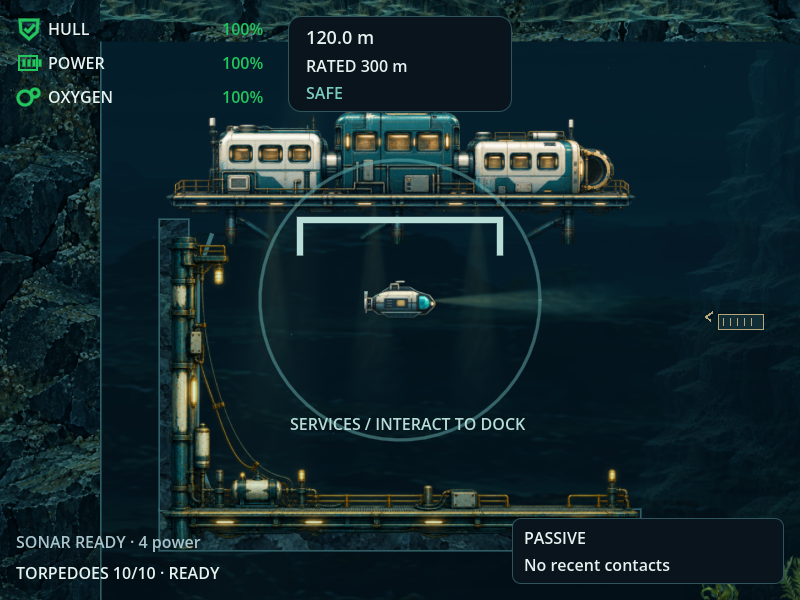 HULL 100%
POWER 100%
OXYGEN 100%
120.0 m
RATED 300 m
SAFE
SERVICES / INTERACT TO DOCK
SONAR READY · 4 power
TORPEDOES 10/10 · READY
PASSIVE
No recent contacts